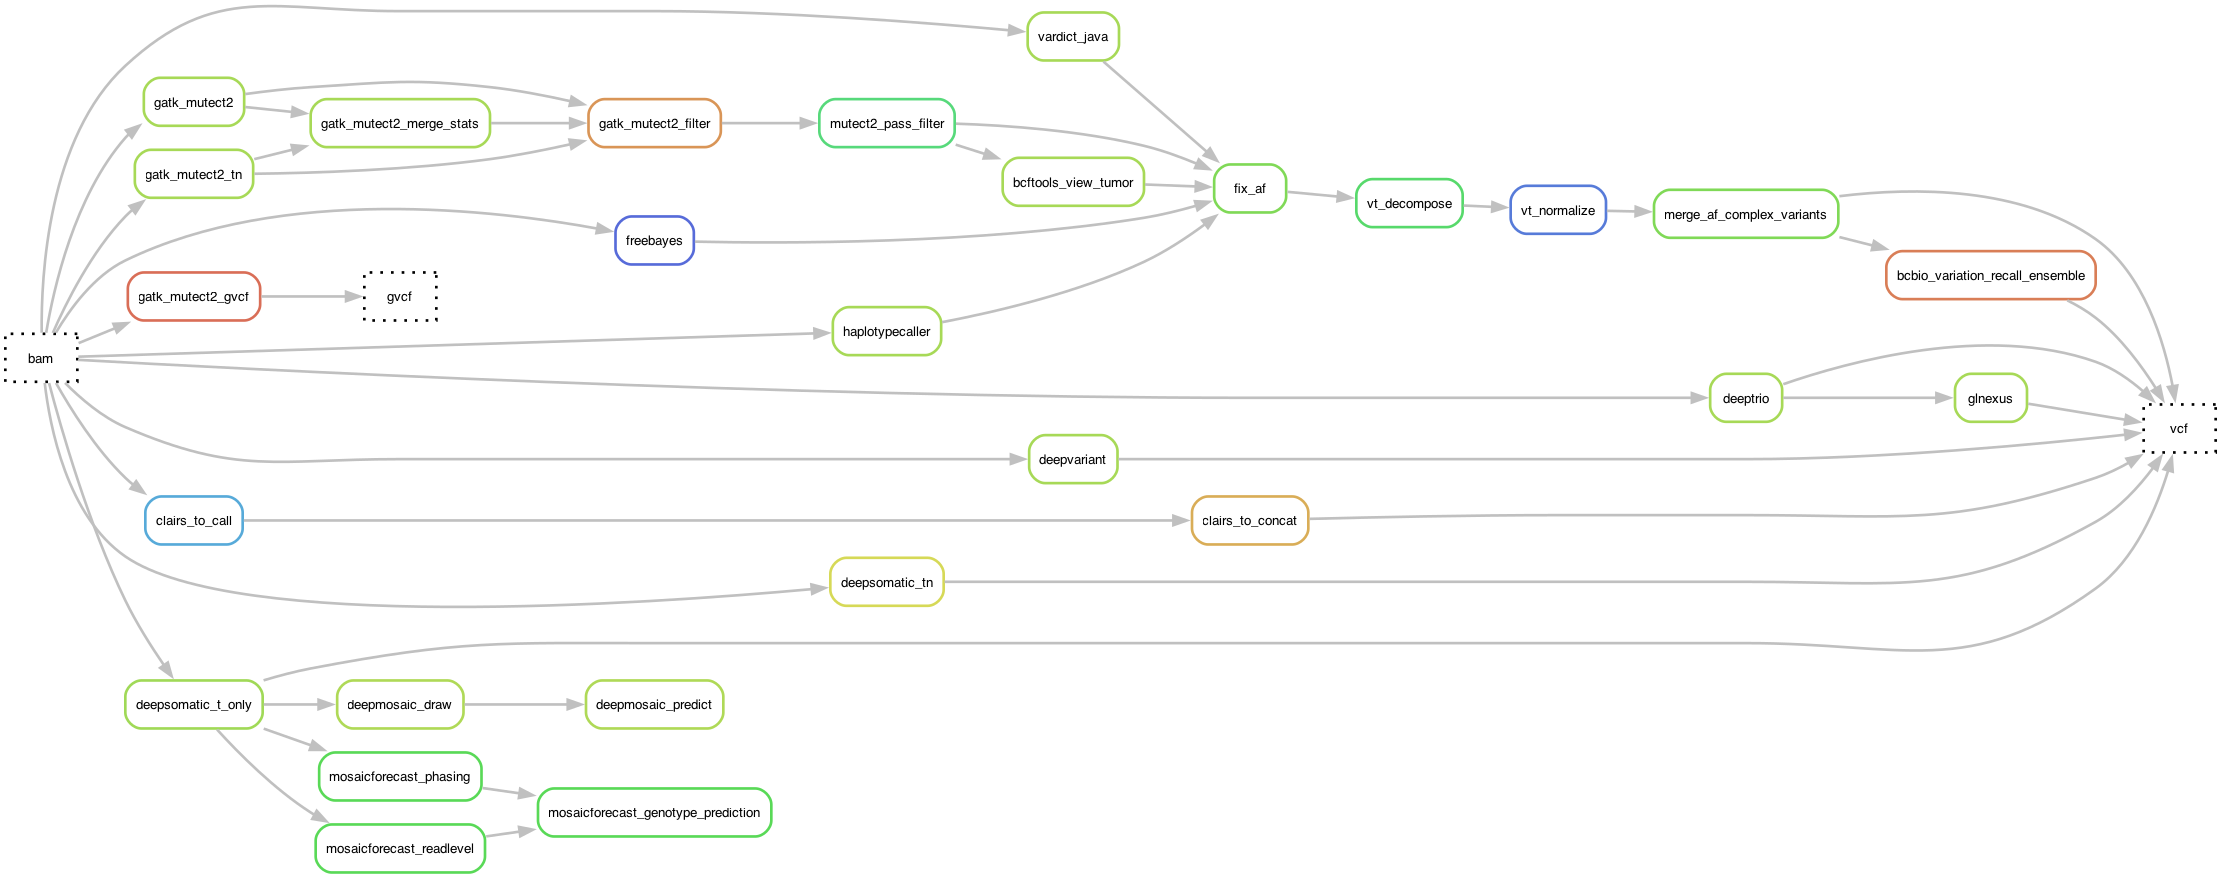 vardict_java
gatk_mutect2
gatk_mutect2_merge_stats
gatk_mutect2_filter
mutect2_pass_filter
gatk_mutect2_tn
bcftools_view_tumor
fix_af
vt_decompose
vt_normalize
merge_af_complex_variants
freebayes
bcbio_variation_recall_ensemble
gatk_mutect2_gvcf
gvcf
haplotypecaller
bam
deeptrio
glnexus
vcf
deepvariant
clairs_to_call
clairs_to_concat
deepsomatic_tn
deepsomatic_t_only
deepmosaic_draw
deepmosaic_predict
mosaicforecast_phasing
mosaicforecast_genotype_prediction
mosaicforecast_readlevel